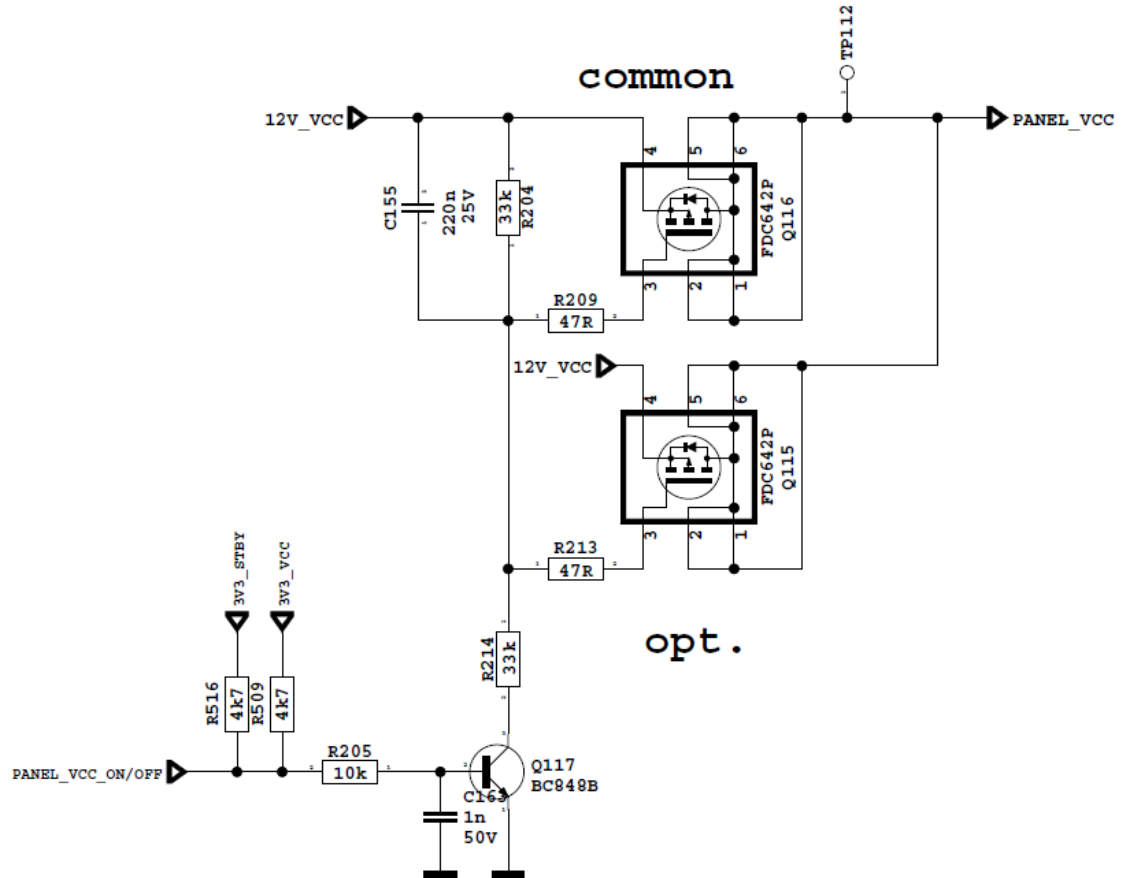 TP112
common
12V_VCC
PANEL_VCC
4
5
6
C155
220n
25V
33k
R204
FDC642P
Q116
3
2
1
R209
47R
12V_VCC
4
5
6
FDC642P
Q115
3
2
1
R213
47R
3V3_STBY
3V3_VCC
opt.
R214
33k
R516
4k7
R509
4k7
PANEL_VCC_ON/OFF
R205
10k
Q117
BC848B
C163
1n
50V